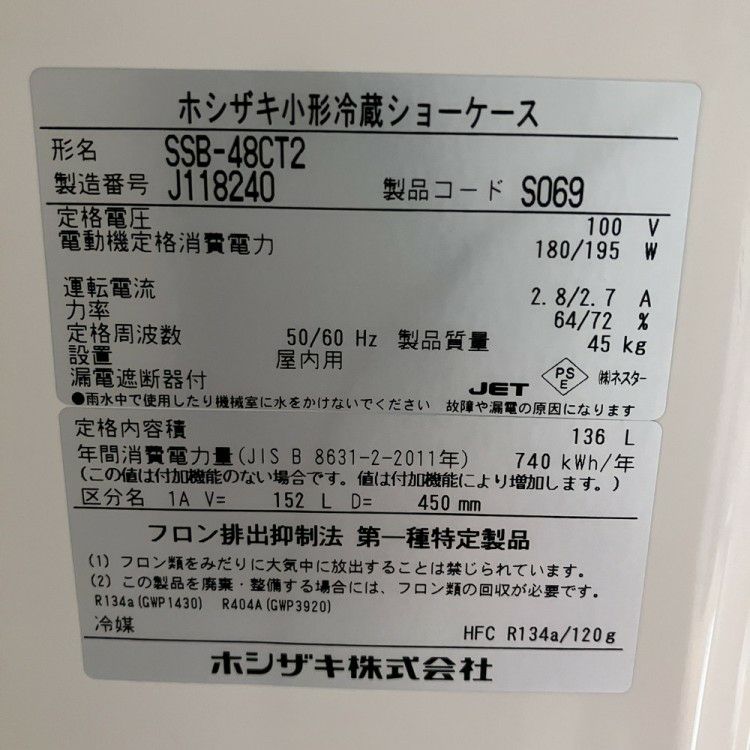 ホシザキ小形冷蔵ショーケース
形名 SSB-48CT2
製造番号 J118240 製品コード S069
定格電圧 100 V
電動機定格消費電力 180/195 W
運転電流 2.8/2.7 A
力率 64/72 %
定格周波数 50/60 Hz 製品質量 45 kg
設置 屋内用
漏電遮断器付 JET PSE ㈱ネスター
●雨水中で使用したり機械室に水をかけないでください 故障や漏電の原因になります
定格内容積 136 L
年間消費電力量(JIS B 8631-2-2011年) 740 kWh/年
(この値は付加機能のない場合です。値は付加機能により増加します。)
区分名 1A V= 152 L D= 450 mm
フロン排出抑制法 第一種特定製品
(1) フロン類をみだりに大気中に放出することは禁じられています。
(2) この製品を廃棄・整備する場合には、フロン類の回収が必要です。
R134a(GWP1430) R404A(GWP3920)
冷媒 HFC R134a/120g
ホシザキ株式会社